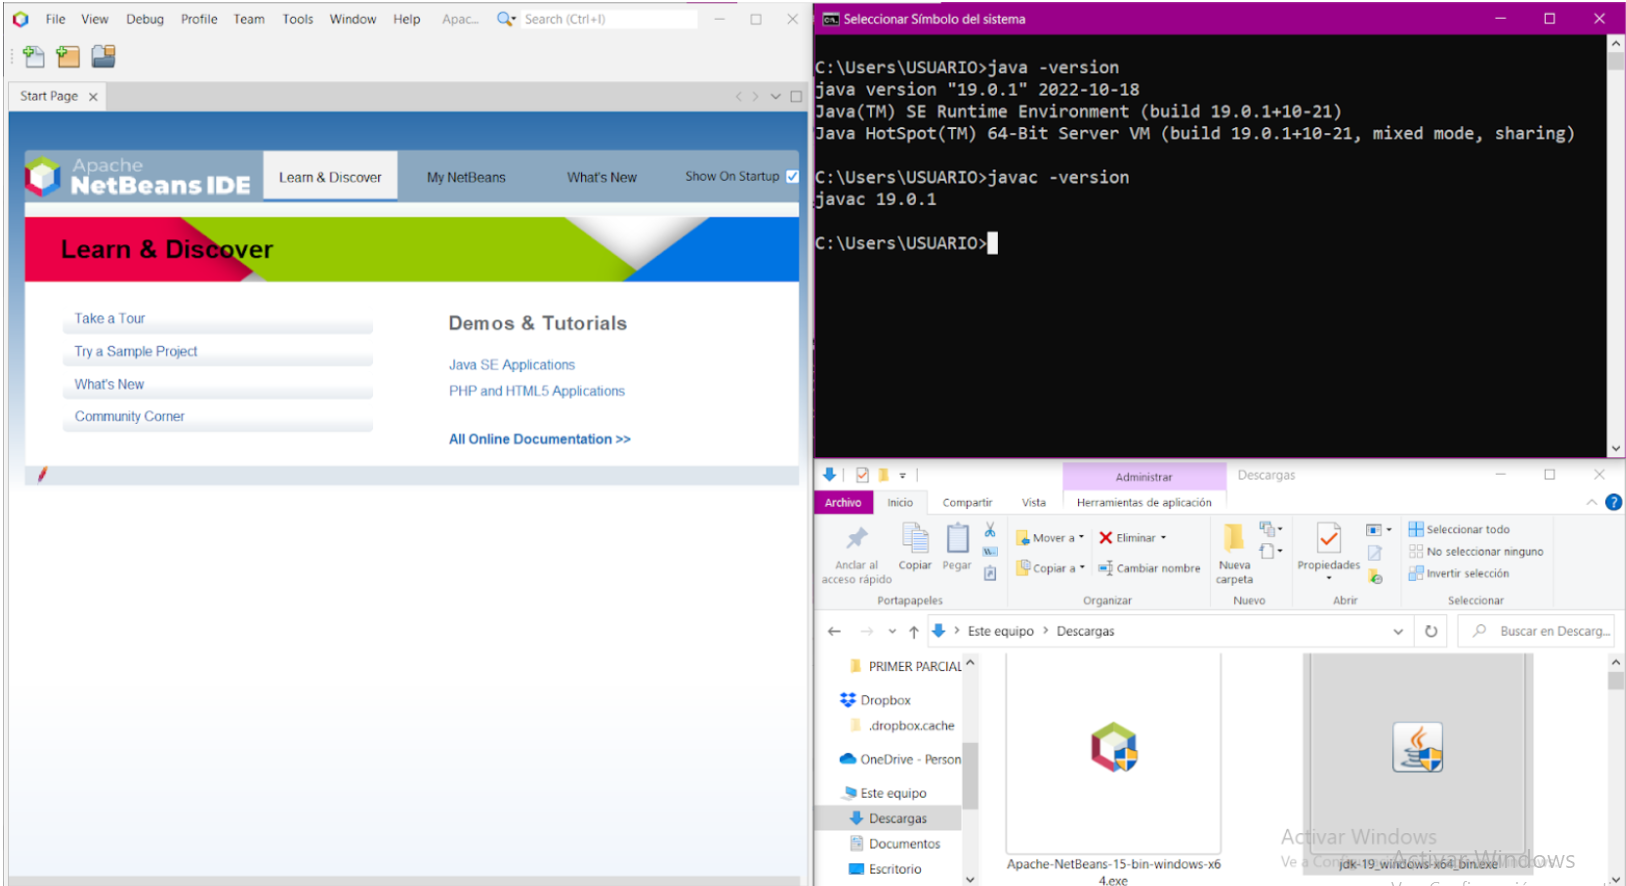 File View Debug Profile Team Tools Window Help Apac... Search (Ctrl+I)
Start Page
Apache
NetBeans IDE
Learn & Discover My NetBeans What's New Show On Startup
Learn & Discover
Take a Tour
Try a Sample Project
What's New
Community Corner
Demos & Tutorials
Java SE Applications
PHP and HTML5 Applications
All Online Documentation >>
Seleccionar Símbolo del sistema
C:\Users\USUARIO>java -version
java version "19.0.1" 2022-10-18
Java(TM) SE Runtime Environment (build 19.0.1+10-21)
Java HotSpot(TM) 64-Bit Server VM (build 19.0.1+10-21, mixed mode, sharing)
C:\Users\USUARIO>javac -version
javac 19.0.1
C:\Users\USUARIO>
Administrar Descargas
Archivo Inicio Compartir Vista Herramientas de aplicación
Anclar al
acceso rápido
Copiar
Pegar
Portapapeles
Mover a
Copiar a
Eliminar
Cambiar nombre
Organizar
Nueva
carpeta
Nuevo
Propiedades
Abrir
Seleccionar todo
No seleccionar ninguno
Invertir selección
Seleccionar
Este equipo > Descargas
Buscar en Descarg...
PRIMER PARCIAL
Dropbox
.dropbox.cache
OneDrive - Person
Este equipo
Descargas
Documentos
Escritorio
Apache-NetBeans-15-bin-windows-x6
4.exe
jdk-19_windows-x64_bin.exe
Activar Windows
Ve a
Activar Windows